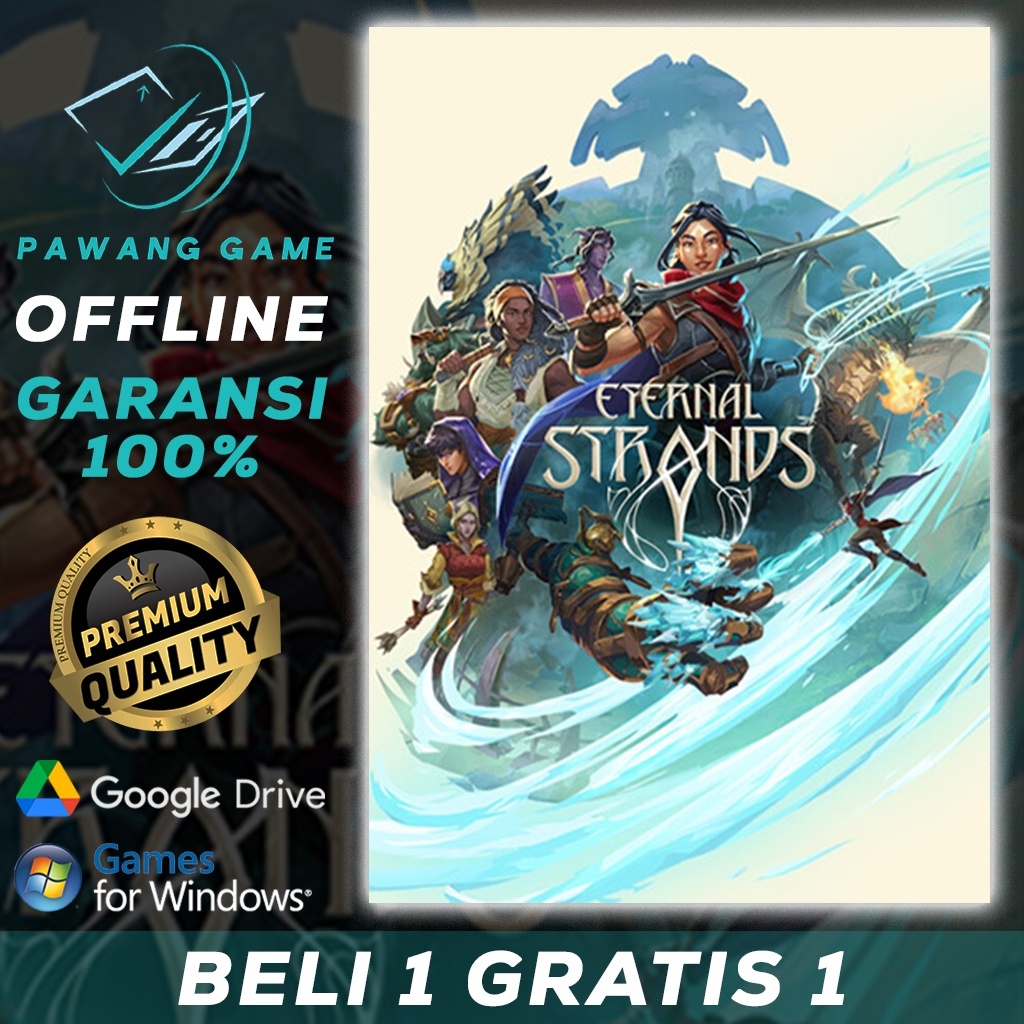 PAWANG GAME
OFFLINE
GARANSI
100%
PREMIUM QUALITY
PREMIUM
QUALITY
Google Drive
Games
for Windows®
ETERNAL
STRANDS
BELI 1 GRATIS 1